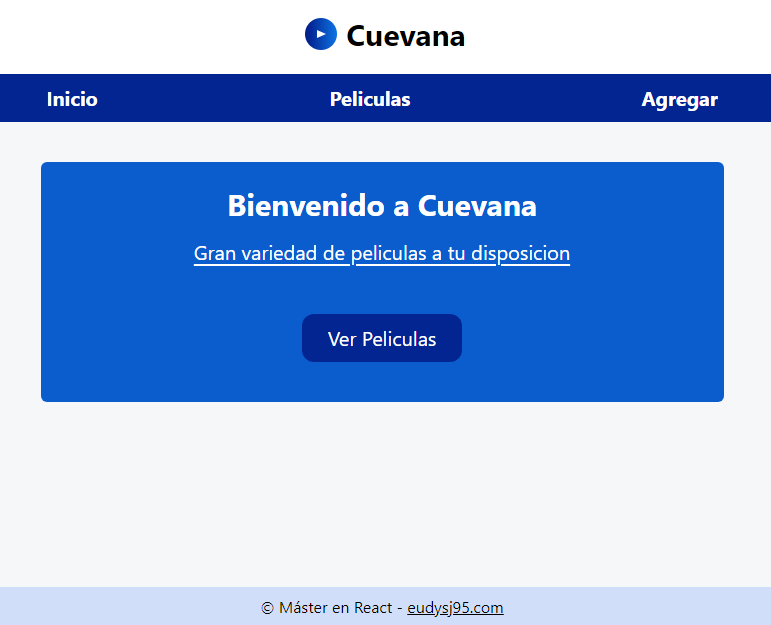 Cuevana
Inicio Peliculas Agregar
Bienvenido a Cuevana
Gran variedad de peliculas a tu disposicion
Ver Peliculas
© Máster en React - eudysj95.com